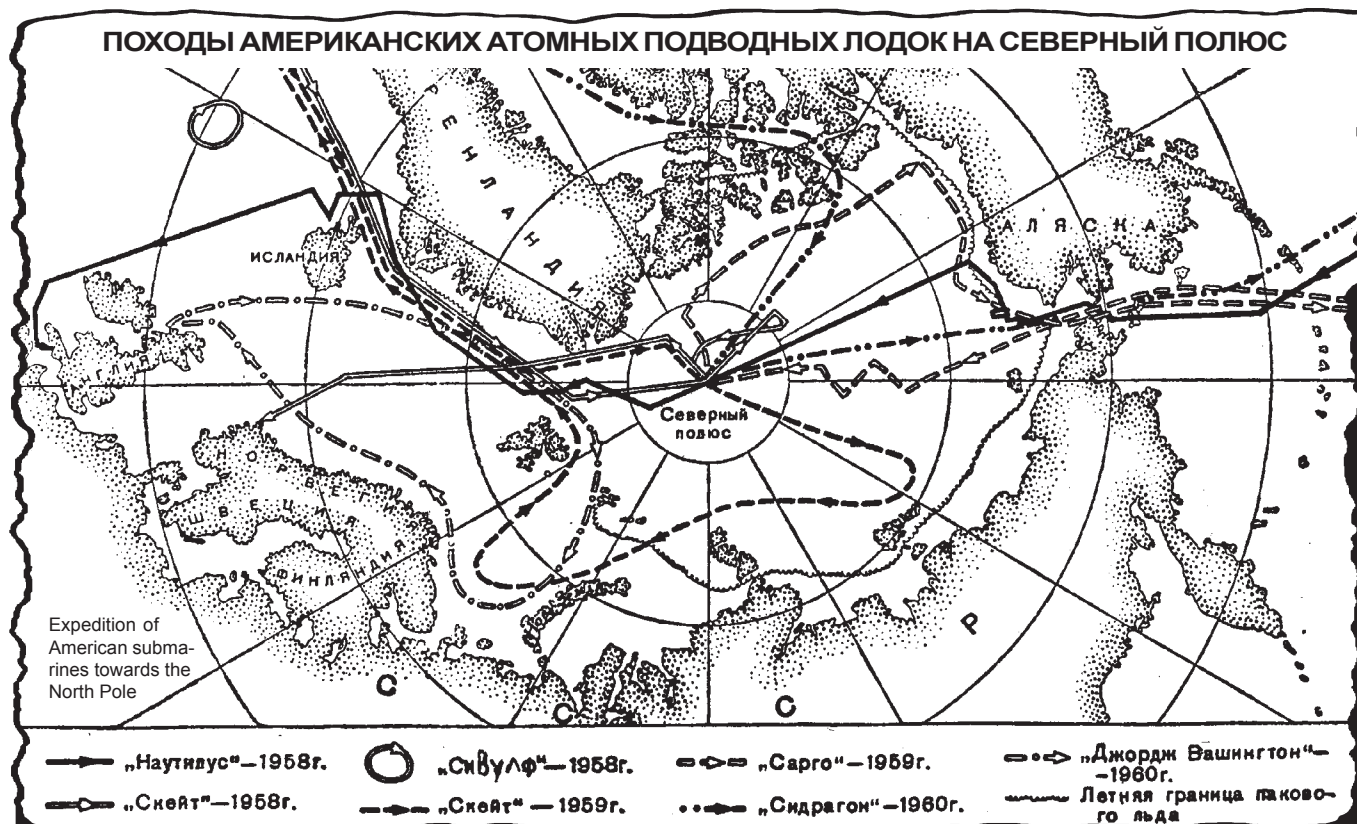 ПОХОДЫ АМЕРИКАНСКИХ АТОМНЫХ ПОДВОДНЫХ ЛОДОК НА СЕВЕРНЫЙ ПОЛЮС
ГРЕНЛАНДИЯ
АЛЯСКА
ИСЛАНДИЯ
АНГЛИЯ
Северный
полюс
НОРВЕГИЯ
ШВЕЦИЯ
ФИНЛЯНДИЯ
С С С Р
Expedition of
American subma-
rines towards the
North Pole
„Наутилус“—1958г.
„Сивулф“—1958г.
„Сарго“—1959г.
„Джордж Вашингтон“—
-1960г.
„Скейт“—1958г.
„Скейт“ — 1959г.
„Сидрагон“—1960г.
Летняя граница паково-
го льда